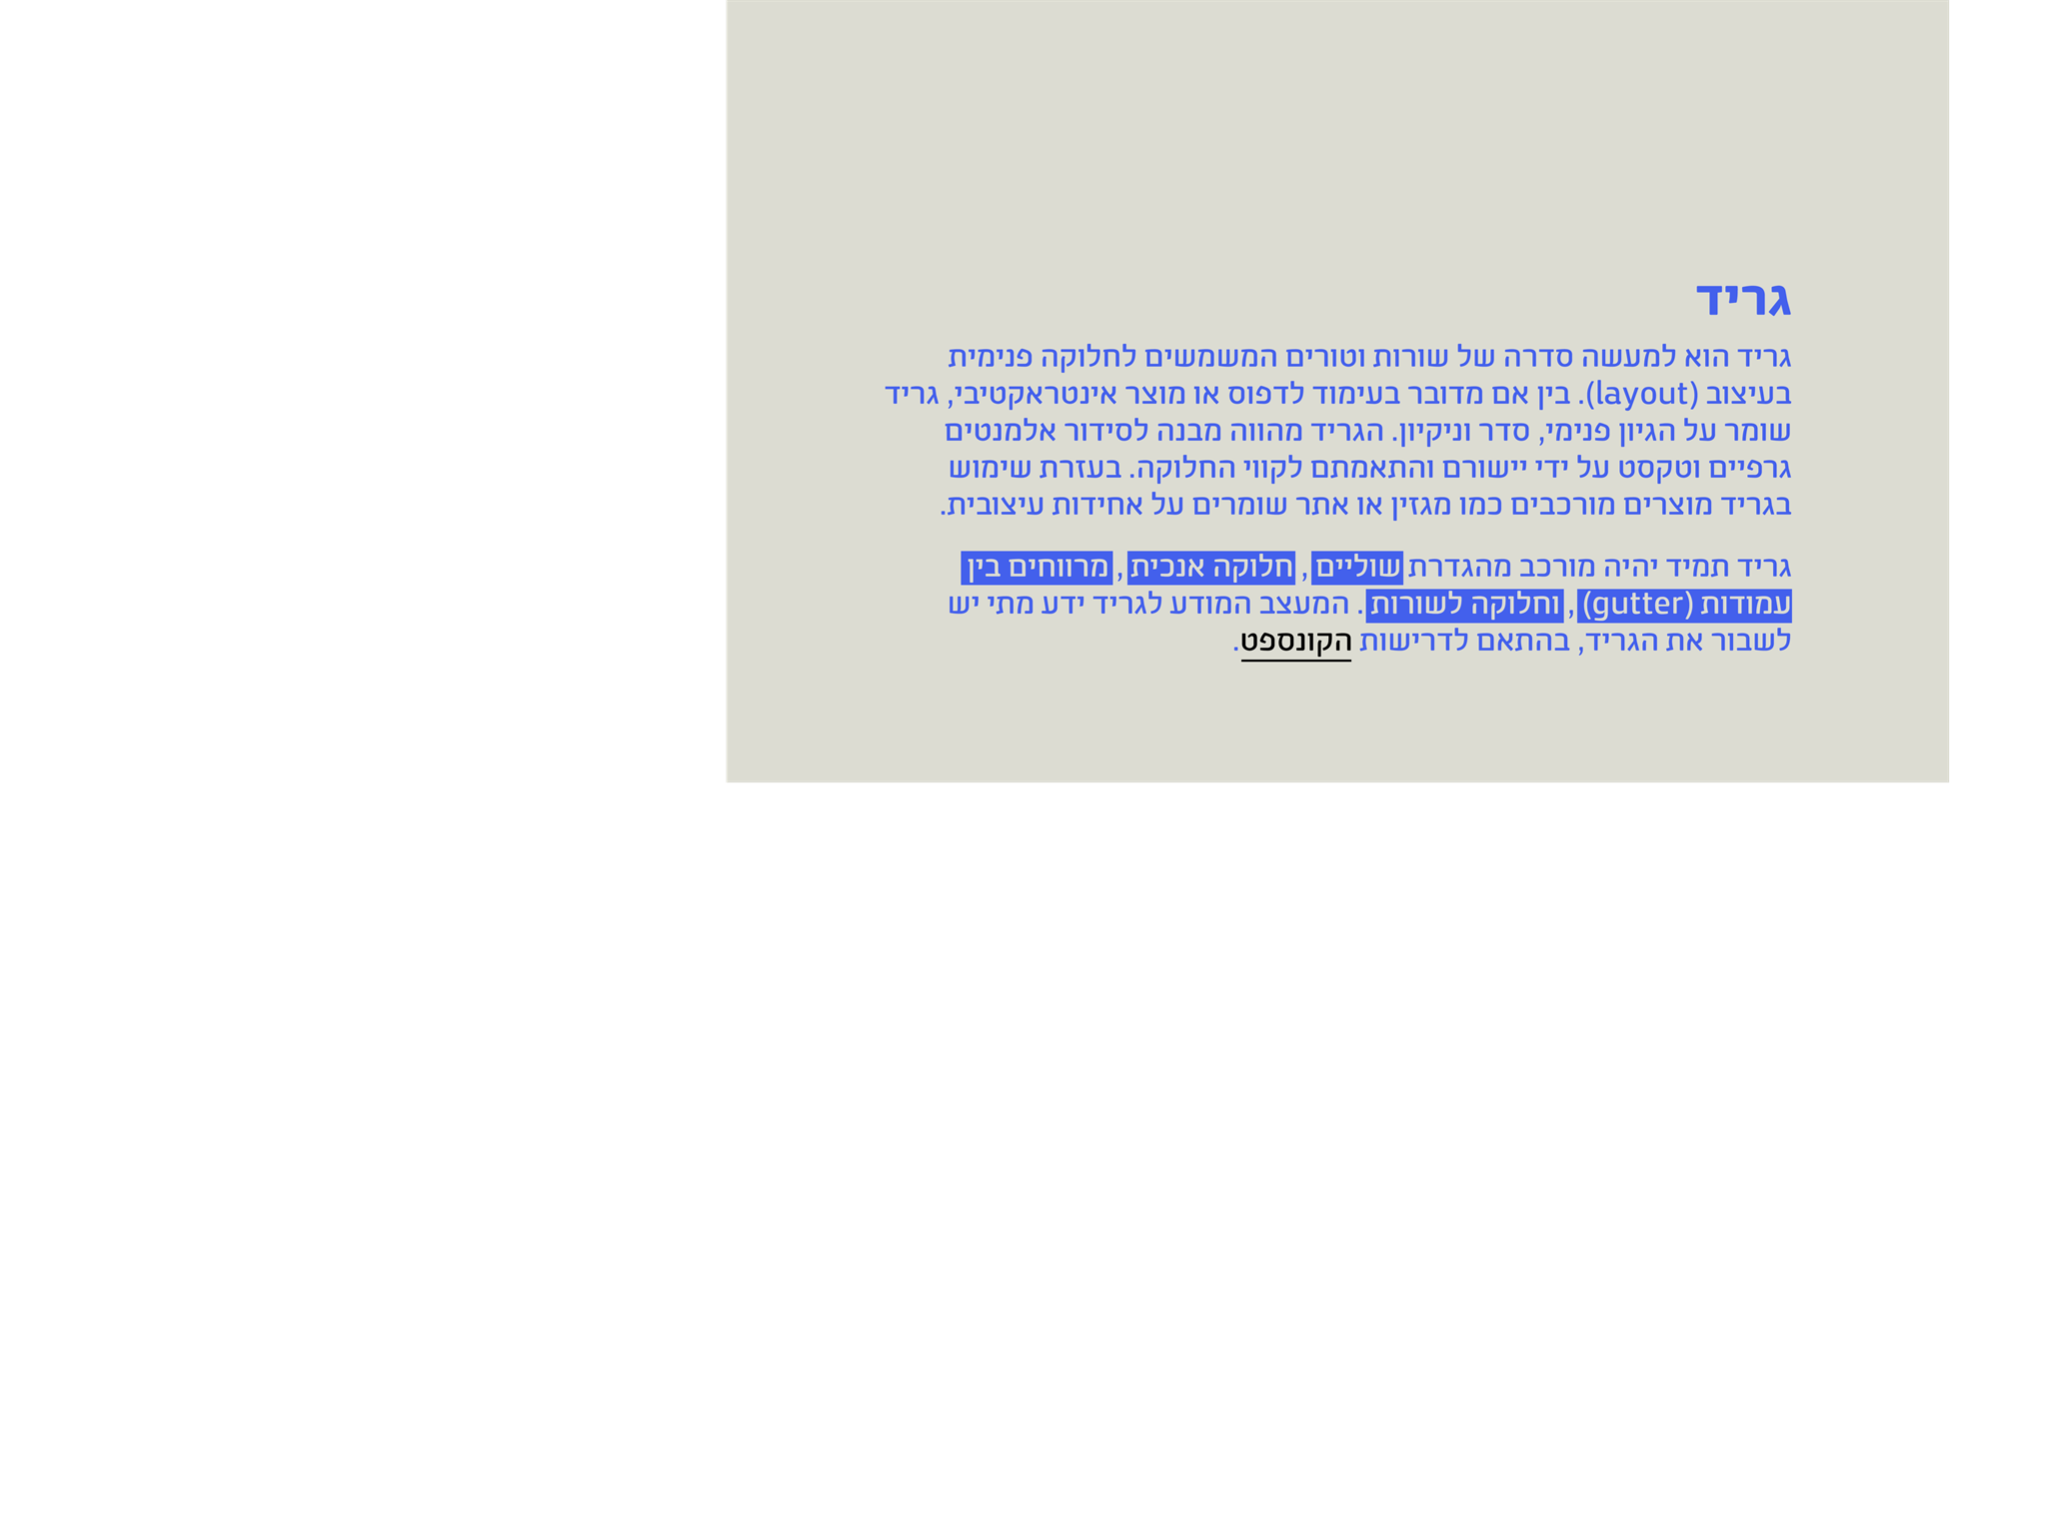 גריד
גריד הוא למעשה סדרה של שורות וטורים המשמשים לחלוקה פנימית
בעיצוב (layout). בין אם מדובר בעימוד לדפוס או מוצר אינטראקטיבי, גריד
שומר על הגיון פנימי, סדר וניקיון. הגריד מהווה מבנה לסידור אלמנטים
גרפיים וטקסט על ידי יישורם והתאמתם לקווי החלוקה. בעזרת שימוש
בגריד מוצרים מורכבים כמו מגזין או אתר שומרים על אחידות עיצובית.
גריד תמיד יהיה מורכב מהגדרת שוליים, חלוקה אנכית, מרווחים בין
עמודות (gutter), וחלוקה לשורות. המעצב המודע לגריד ידע מתי יש
לשבור את הגריד, בהתאם לדרישות הקונספט.